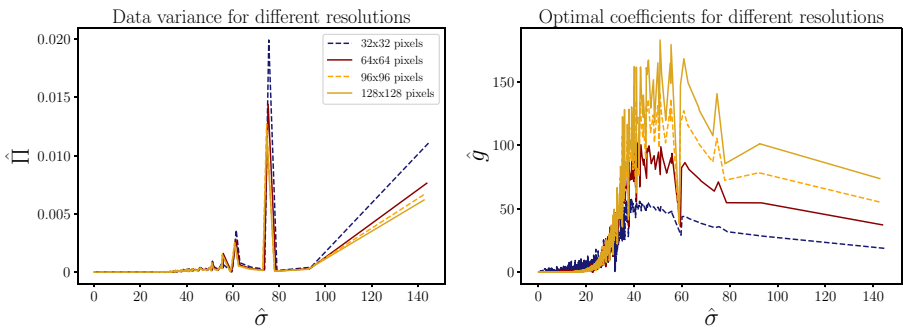 Data variance for different resolutions
0.020
0.015
0.010
0.005
0
Π̂
32x32 pixels
64x64 pixels
96x96 pixels
128x128 pixels
0 20 40 60 80 100 120 140
σ̂
Optimal coefficients for different resolutions
150
100
50
0
ĝ
0 20 40 60 80 100 120 140
σ̂